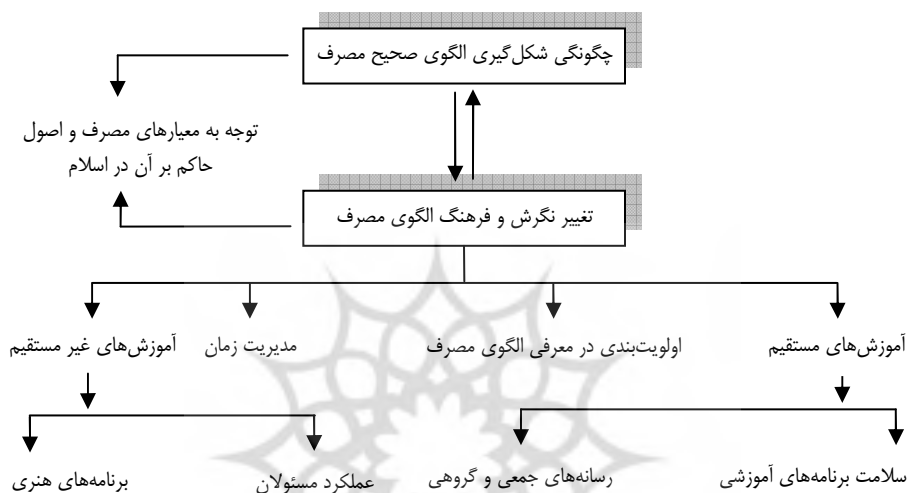 چگونگی شکل‌گیری الگوی صحیح مصرف
توجه به معیارهای مصرف و اصول
حاکم بر آن در اسلام
تغییر نگرش و فرهنگ الگوی مصرف
آموزش‌های مستقیم
اولویت‌بندی در معرفی الگوی مصرف
مدیریت زمان
آموزش‌های غیر مستقیم
سلامت برنامه‌های آموزشی
رسانه‌های جمعی و گروهی
عملکرد مسئولان
برنامه‌های هنری